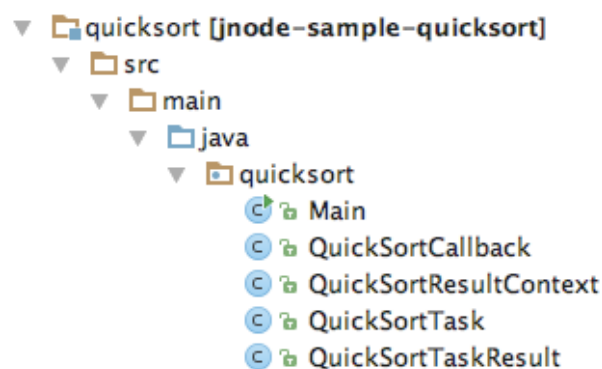 quicksort [jnode-sample-quicksort]
src
main
java
quicksort
Main
QuickSortCallback
QuickSortResultContext
QuickSortTask
QuickSortTaskResult